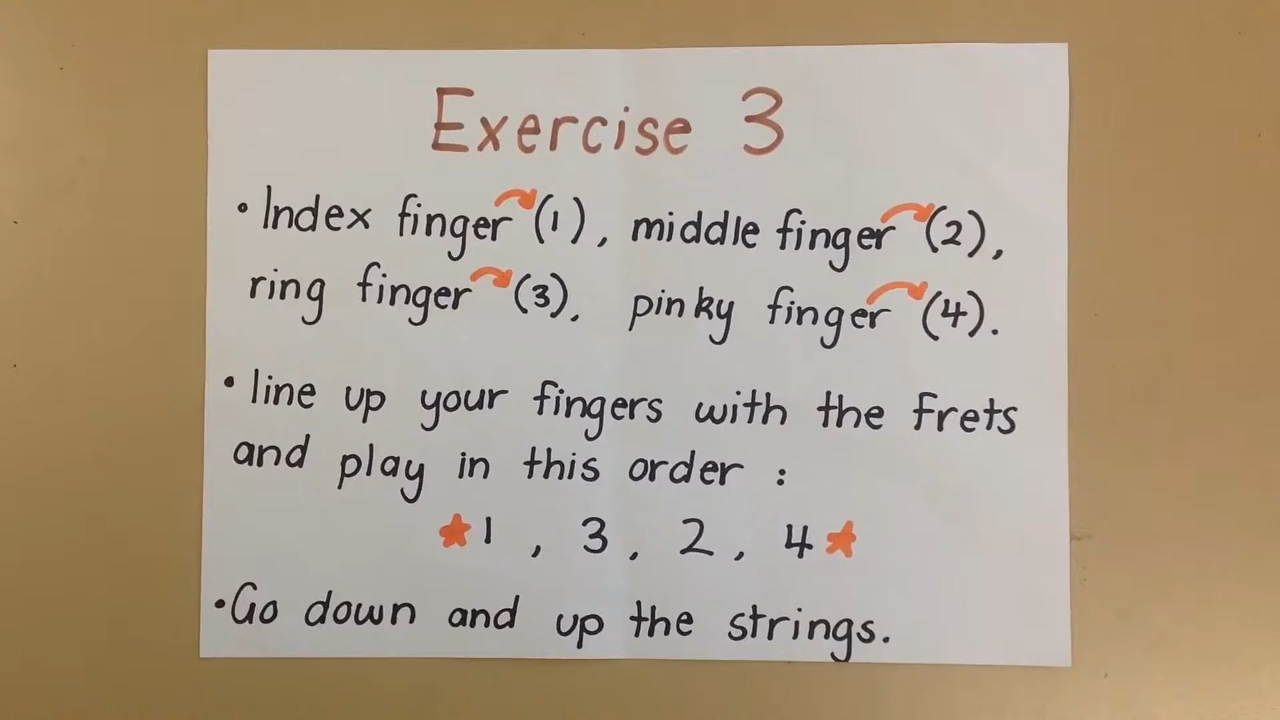 Exercise 3
• Index finger (1), middle finger (2),
ring finger (3), pinky finger (4).
• line up your fingers with the frets
and play in this order :
1 , 3 , 2 , 4
• Go down and up the strings.